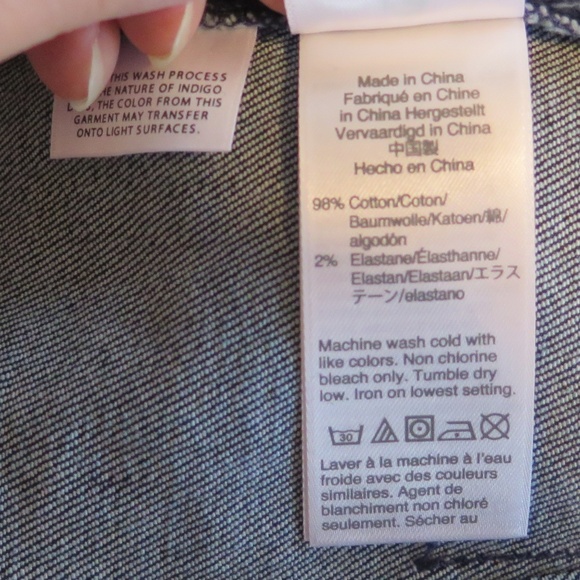 THIS WASH PROCESS
THE NATURE OF INDIGO
THE COLOR FROM THIS
GARMENT MAY TRANSFER
ONTO LIGHT SURFACES.
Made in China
Fabriqué en Chine
in China Hergestellt
Vervaardigd in China
中国製
Hecho en China
98% Cotton/Coton/
Baumwolle/Katoen/綿/
algodón
2% Elastane/Élasthanne/
Elastan/Elastaan/エラス
テーン/elastano
Machine wash cold with
like colors. Non chlorine
bleach only. Tumble dry
low. Iron on lowest setting.
30
Laver à la machine à l'eau
froide avec des couleurs
similaires. Agent de
blanchiment non chloré
seulement. Sécher au